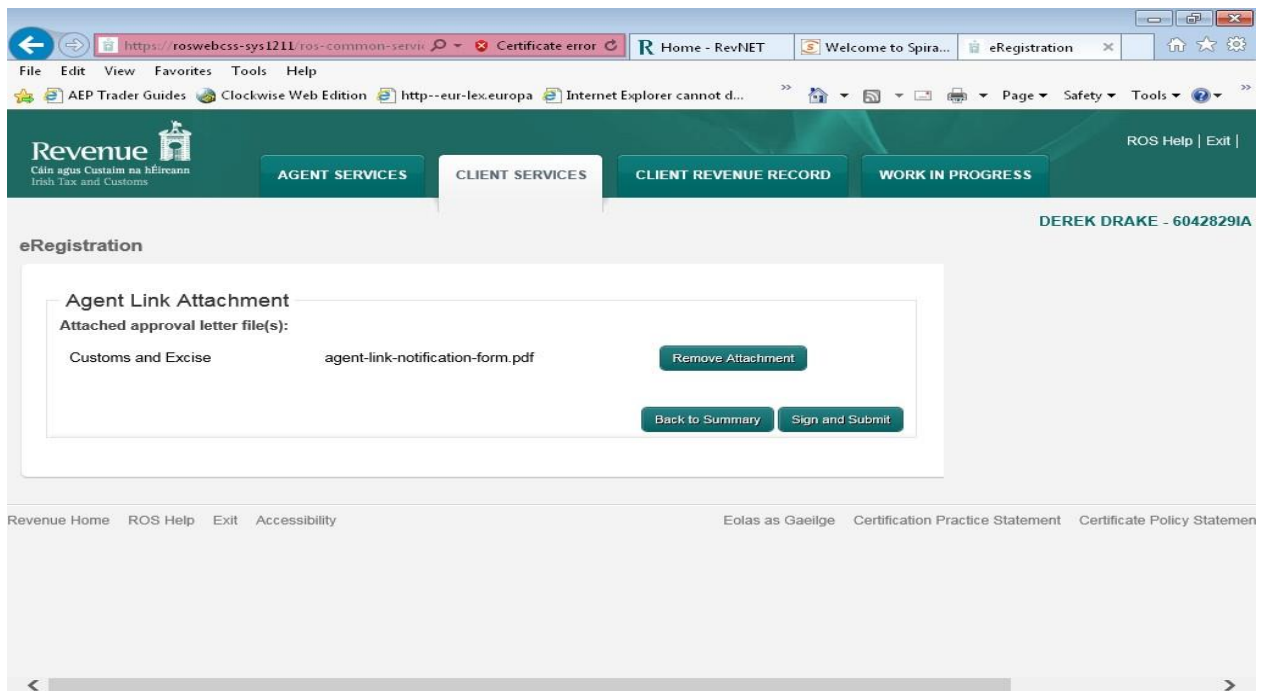 https://roswebcss-sys1211/ros-common-servi Certificate error Home - RevNET Welcome to Spira... eRegistration
File Edit View Favorites Tools Help
AEP Trader Guides Clockwise Web Edition http--eur-lex.europa Internet Explorer cannot d... » Page Safety Tools »
Revenue
Cáin agus Custaim na hÉireann
Irish Tax and Customs
ROS Help | Exit |
AGENT SERVICES CLIENT SERVICES CLIENT REVENUE RECORD WORK IN PROGRESS
DEREK DRAKE - 6042829IA
eRegistration
Agent Link Attachment
Attached approval letter file(s):
Customs and Excise agent-link-notification-form.pdf Remove Attachment
Back to Summary Sign and Submit
Revenue Home ROS Help Exit Accessibility Eolas as Gaeilge Certification Practice Statement Certificate Policy Statemen